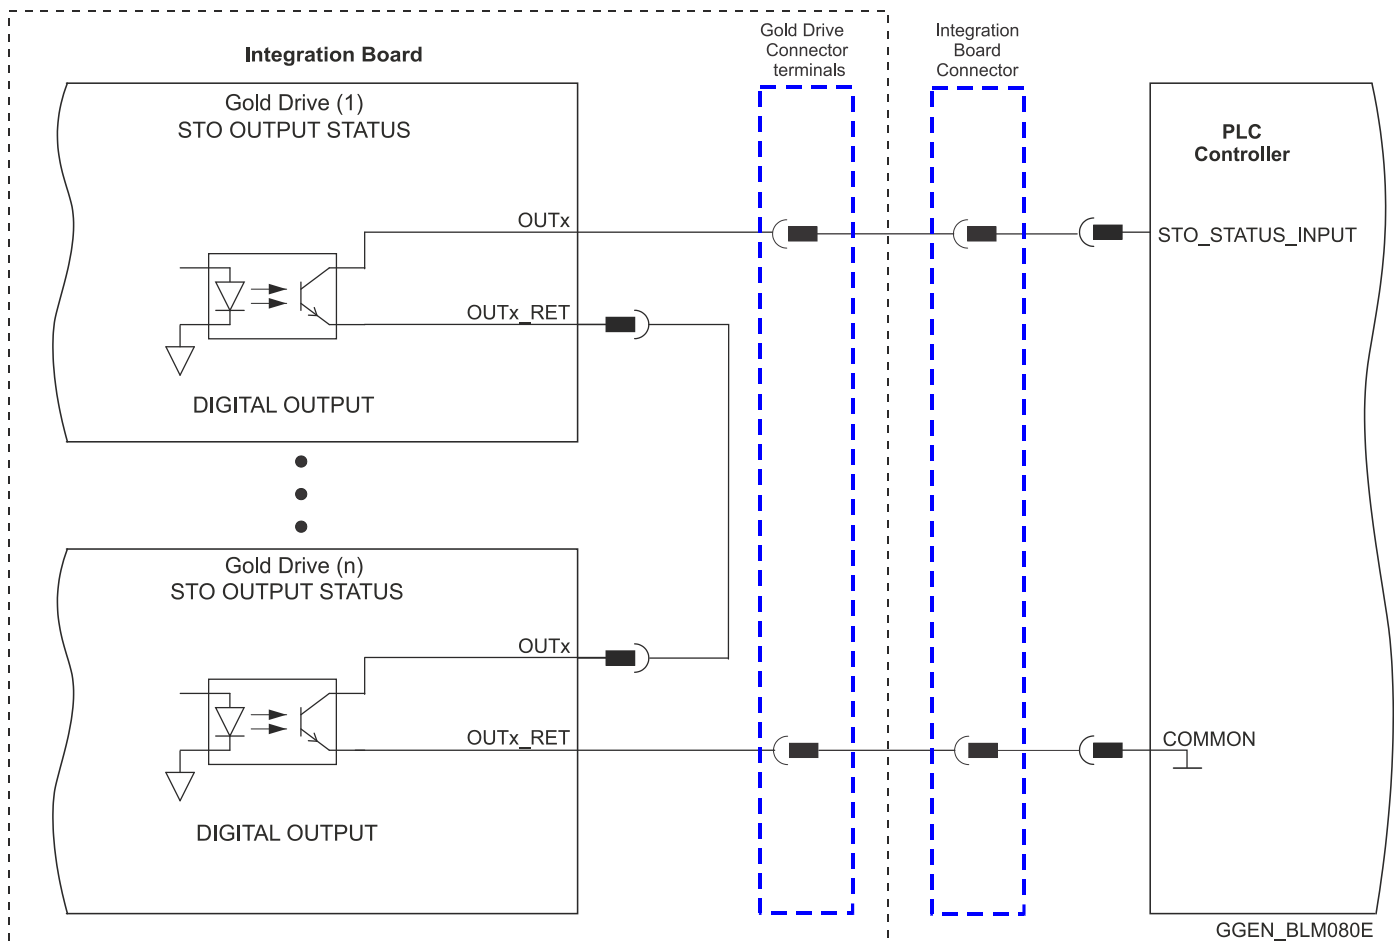 Integration Board
Gold Drive
Connector
terminals
Integration
Board
Connector
Gold Drive (1)
STO OUTPUT STATUS
PLC
Controller
OUTx
STO_STATUS_INPUT
OUTx_RET
DIGITAL OUTPUT
Gold Drive (n)
STO OUTPUT STATUS
OUTx
OUTx_RET
COMMON
DIGITAL OUTPUT
GGEN_BLM080E